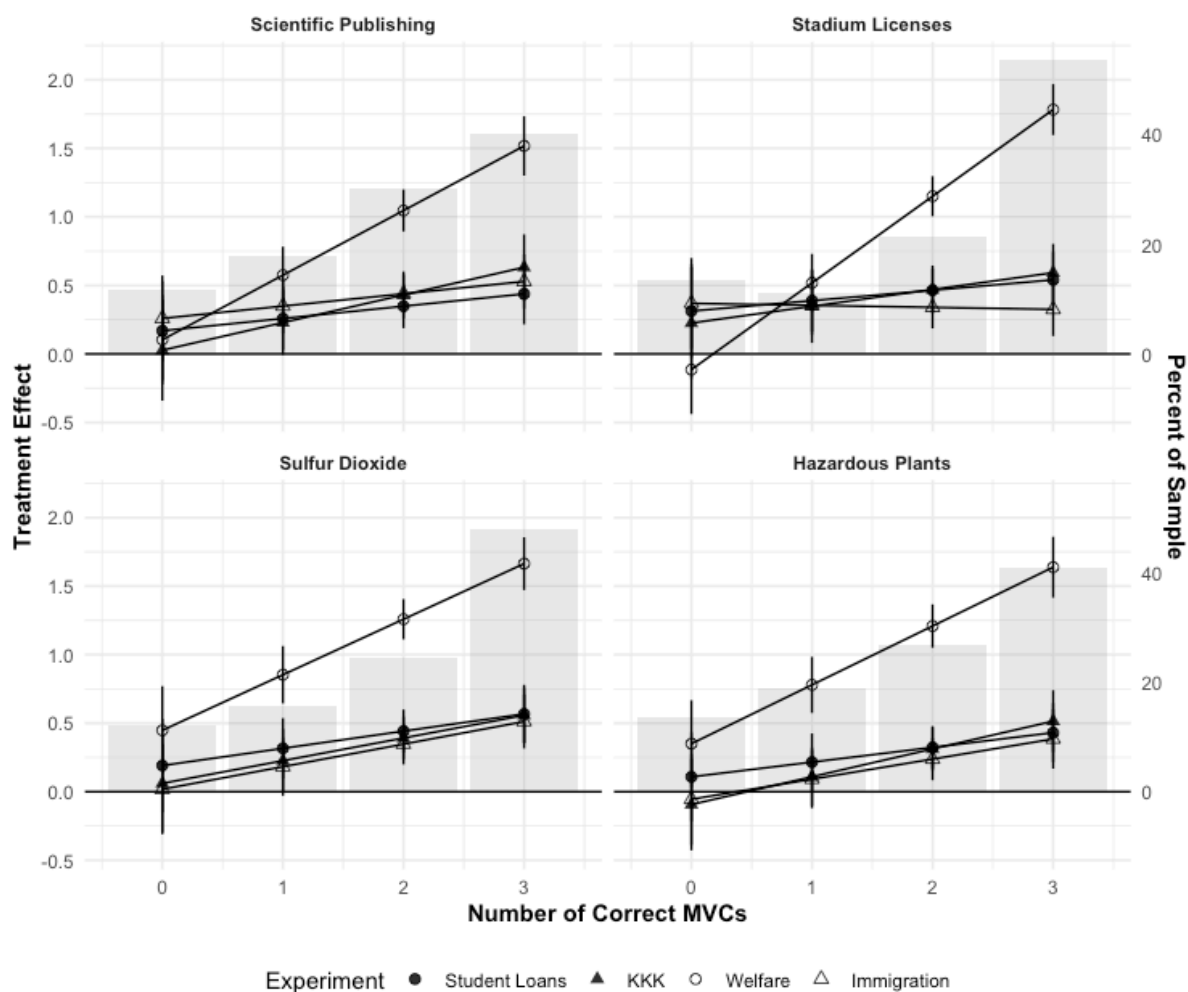 Scientific Publishing
Stadium Licenses
2.0
1.5
1.0
0.5
0.0
-0.5
40
20
0
Sulfur Dioxide
Hazardous Plants
2.0
1.5
1.0
0.5
0.0
-0.5
40
20
0
Treatment Effect
Percent of Sample
0 1 2 3
0 1 2 3
Number of Correct MVCs
Experiment Student Loans KKK Welfare Immigration